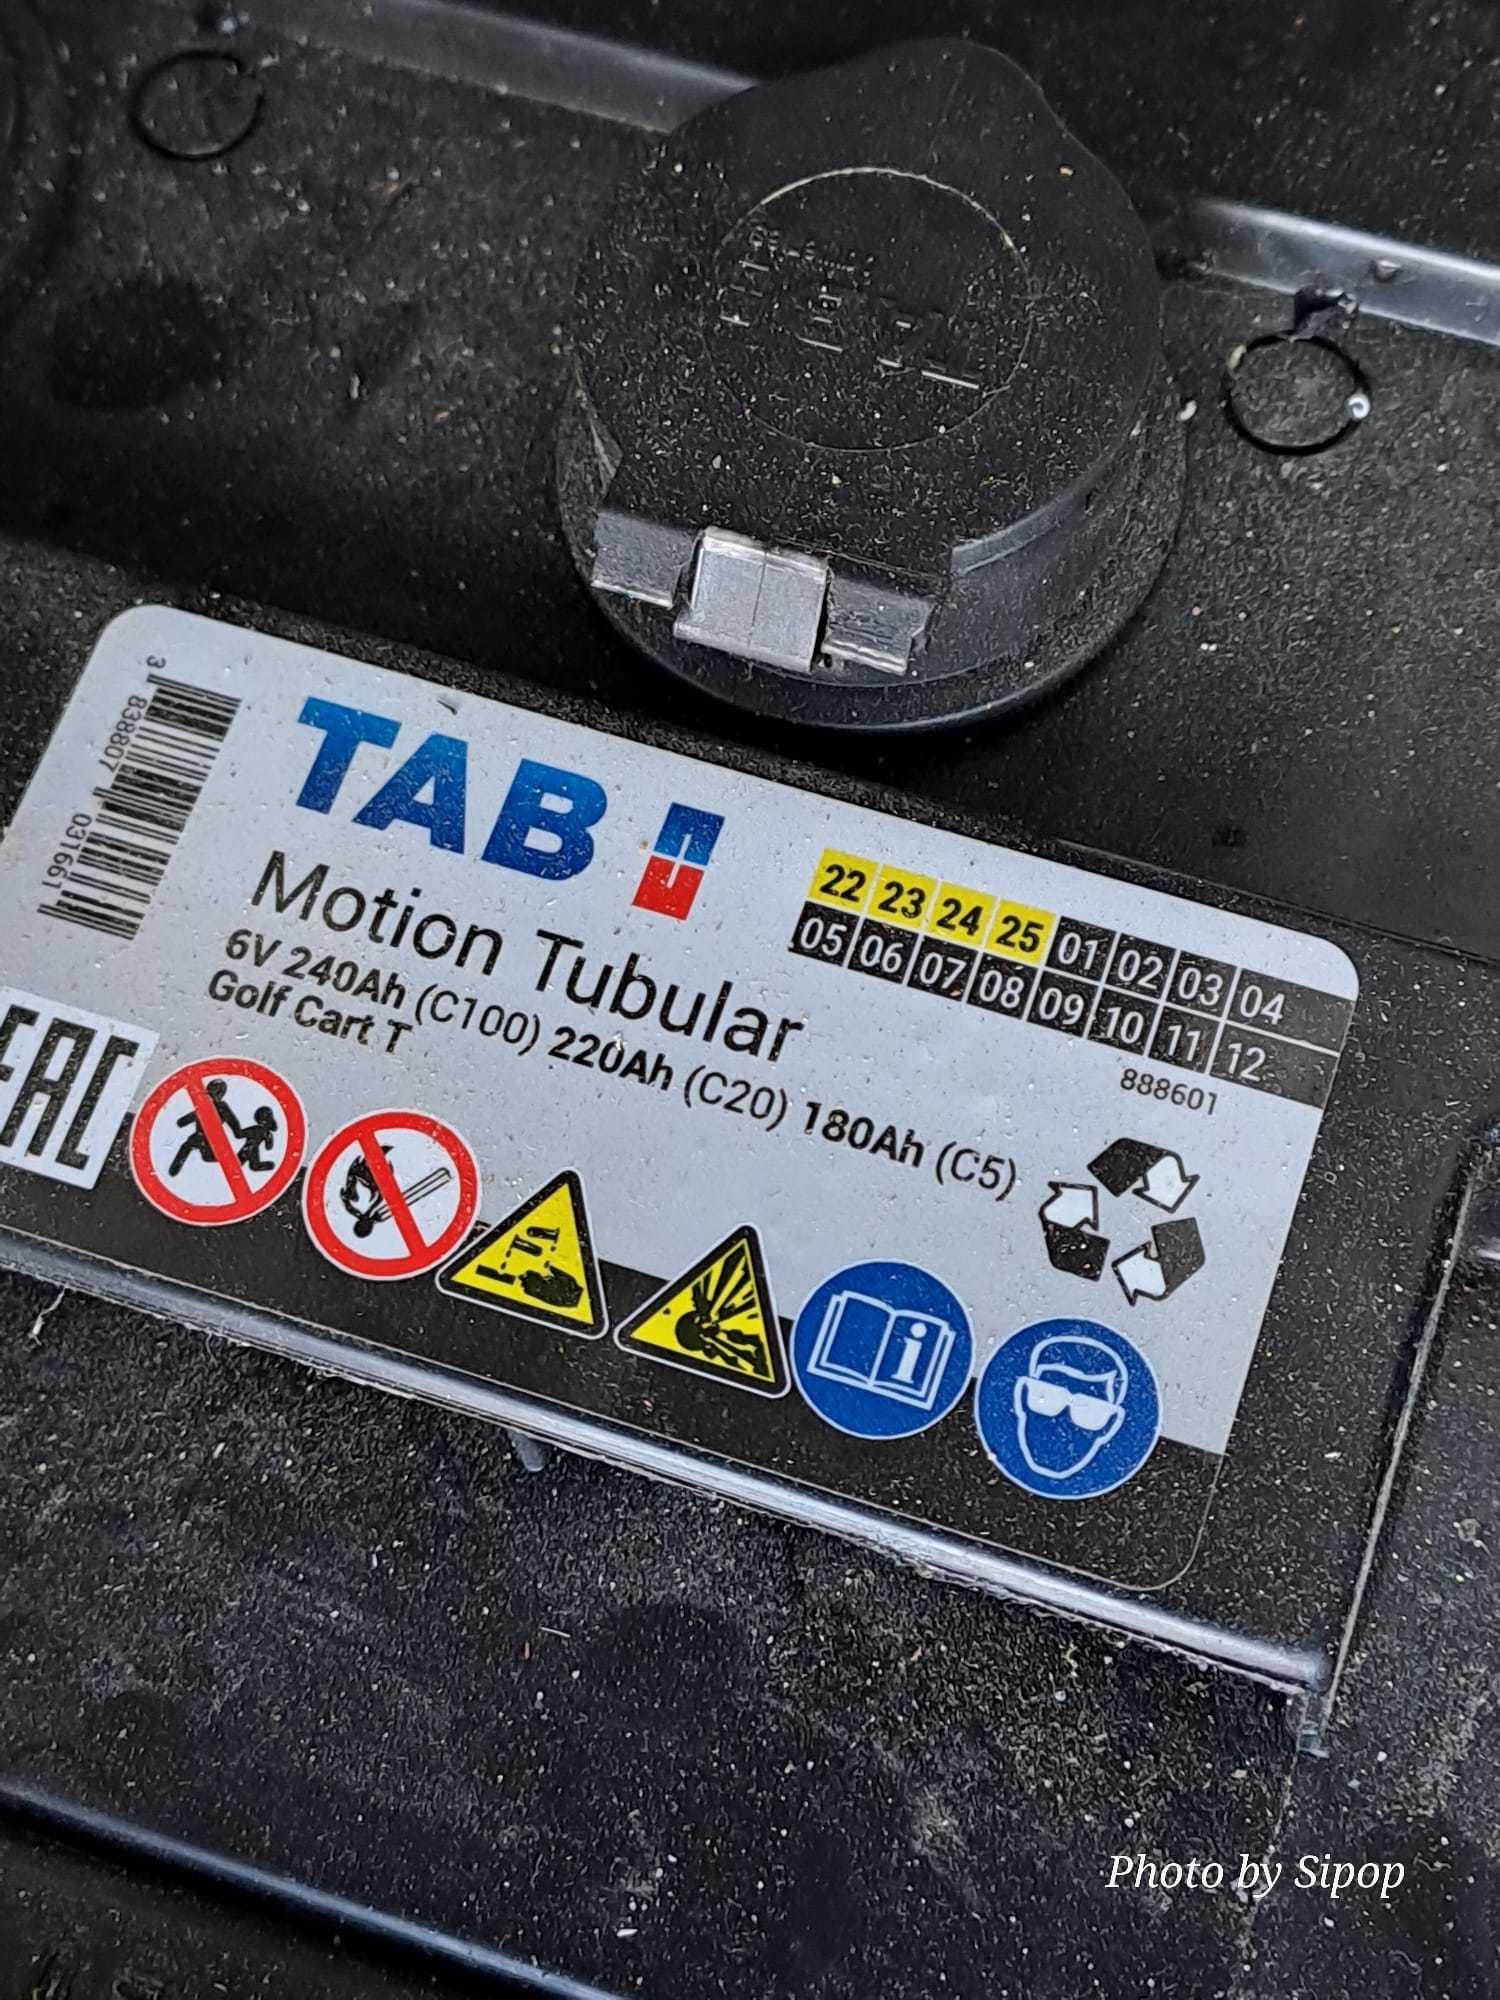 3 838807 031661
TAB
Motion Tubular
6V 240Ah (C100) 220Ah (C20) 180Ah (C5)
Golf Cart T
22 23 24 25 01 02 03 04
05 06 07 08 09 10 11 12
888601
EAC
i
Photo by Sipop